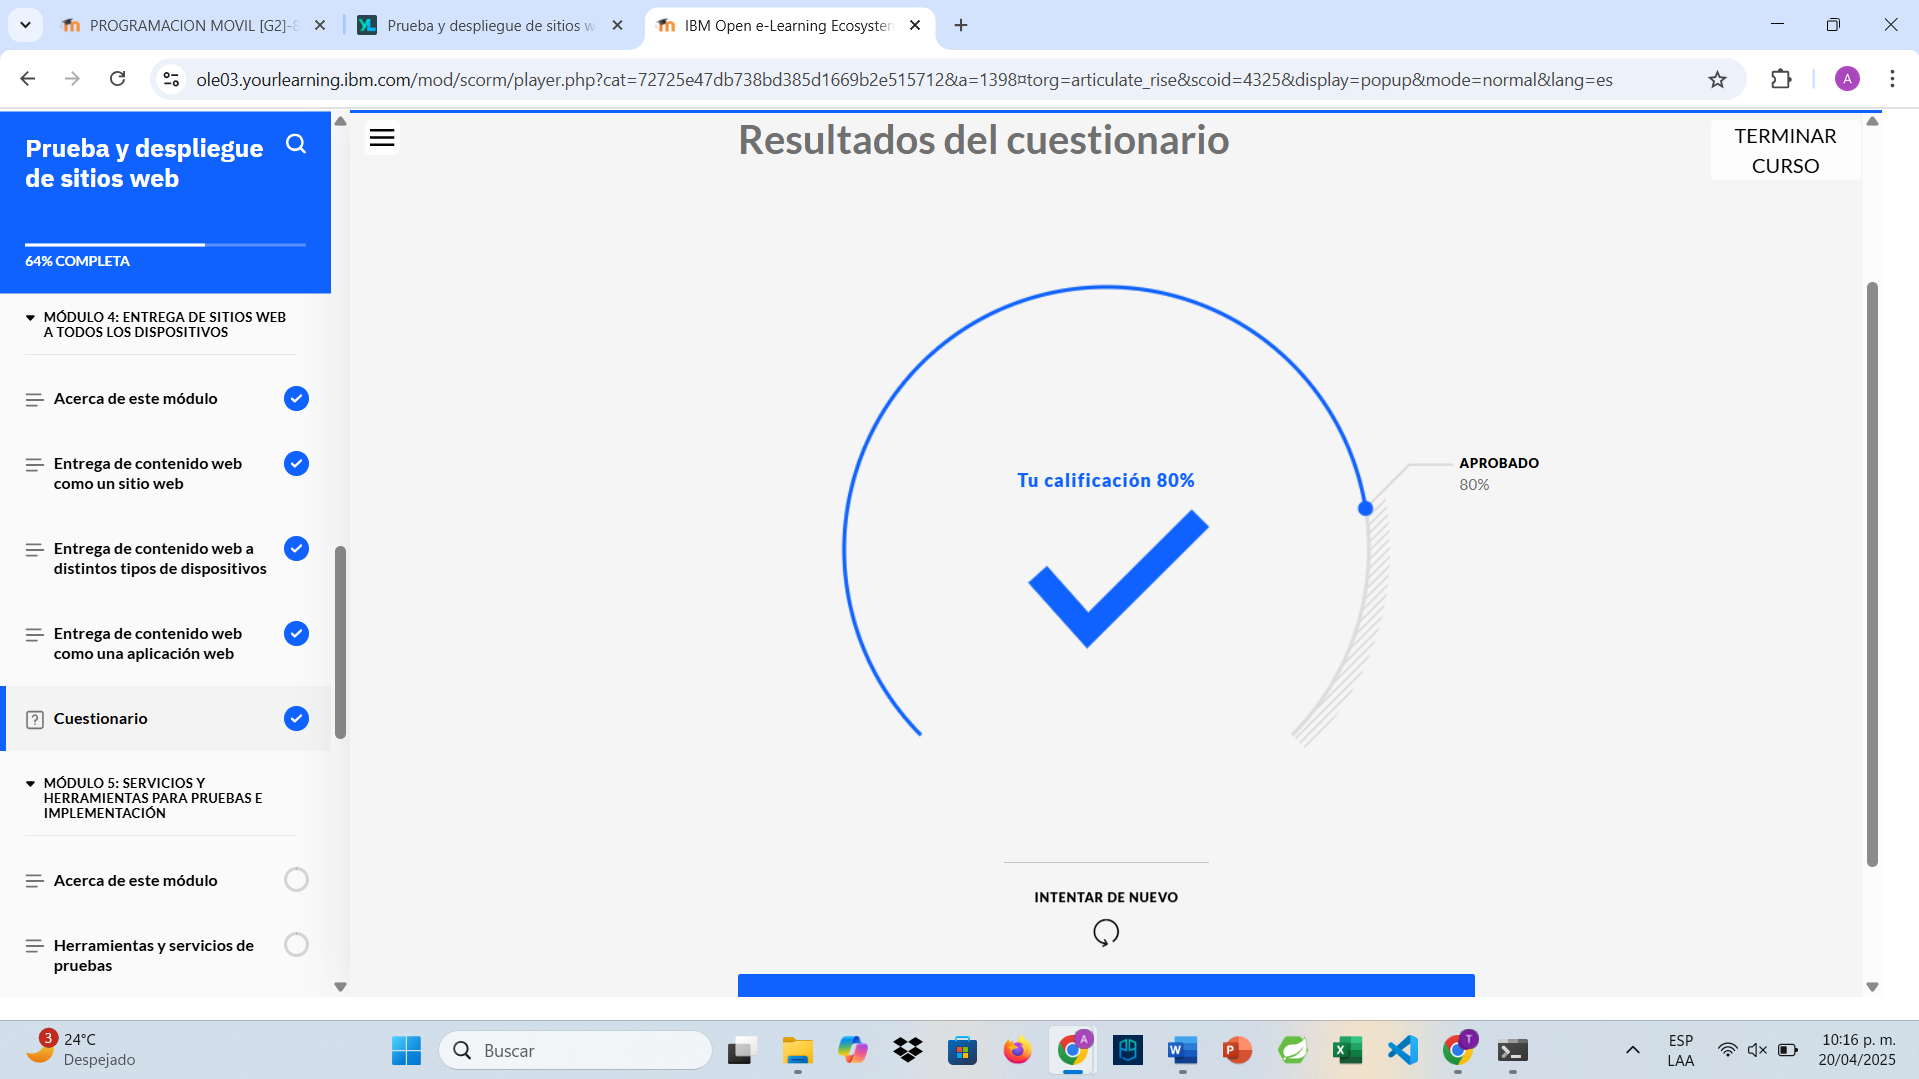 PROGRAMACION MOVIL [G2]-8
Prueba y despliegue de sitios w
IBM Open e-Learning Ecosystem
ole03.yourlearning.ibm.com/mod/scorm/player.php?cat=72725e47db738bd385d1669b2e515712&a=1398¤torg=articulate_rise&scoid=4325&display=popup&mode=normal&lang=es
A
Prueba y despliegue
de sitios web
64% COMPLETA
MÓDULO 4: ENTREGA DE SITIOS WEB
A TODOS LOS DISPOSITIVOS
Acerca de este módulo
Entrega de contenido web
como un sitio web
Entrega de contenido web a
distintos tipos de dispositivos
Entrega de contenido web
como una aplicación web
Cuestionario
MÓDULO 5: SERVICIOS Y
HERRAMIENTAS PARA PRUEBAS E
IMPLEMENTACIÓN
Acerca de este módulo
Herramientas y servicios de
pruebas
Resultados del cuestionario
TERMINAR
CURSO
Tu calificación 80%
APROBADO
80%
INTENTAR DE NUEVO
3
24°C
Despejado
Buscar
A
T
ESP
LAA
10:16 p. m.
20/04/2025